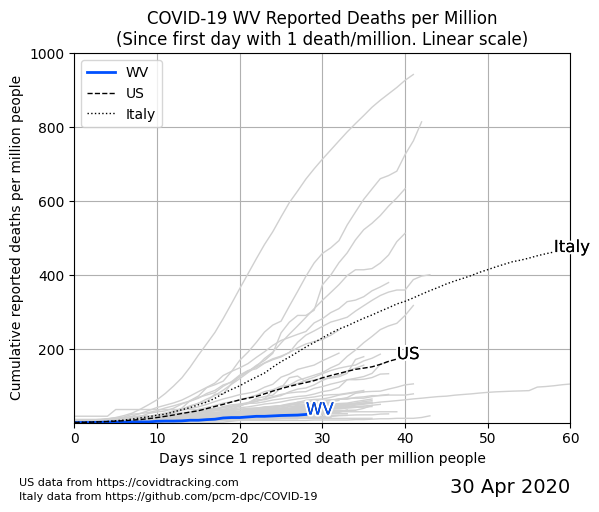 COVID-19 WV Reported Deaths per Million
(Since first day with 1 death/million. Linear scale)
Cumulative reported deaths per million people
1000
800
600
400
200
WV
US
Italy
Italy
US
WV
0
10
20
30
40
50
60
Days since 1 reported death per million people
US data from https://covidtracking.com
Italy data from https://github.com/pcm-dpc/COVID-19
30 Apr 2020